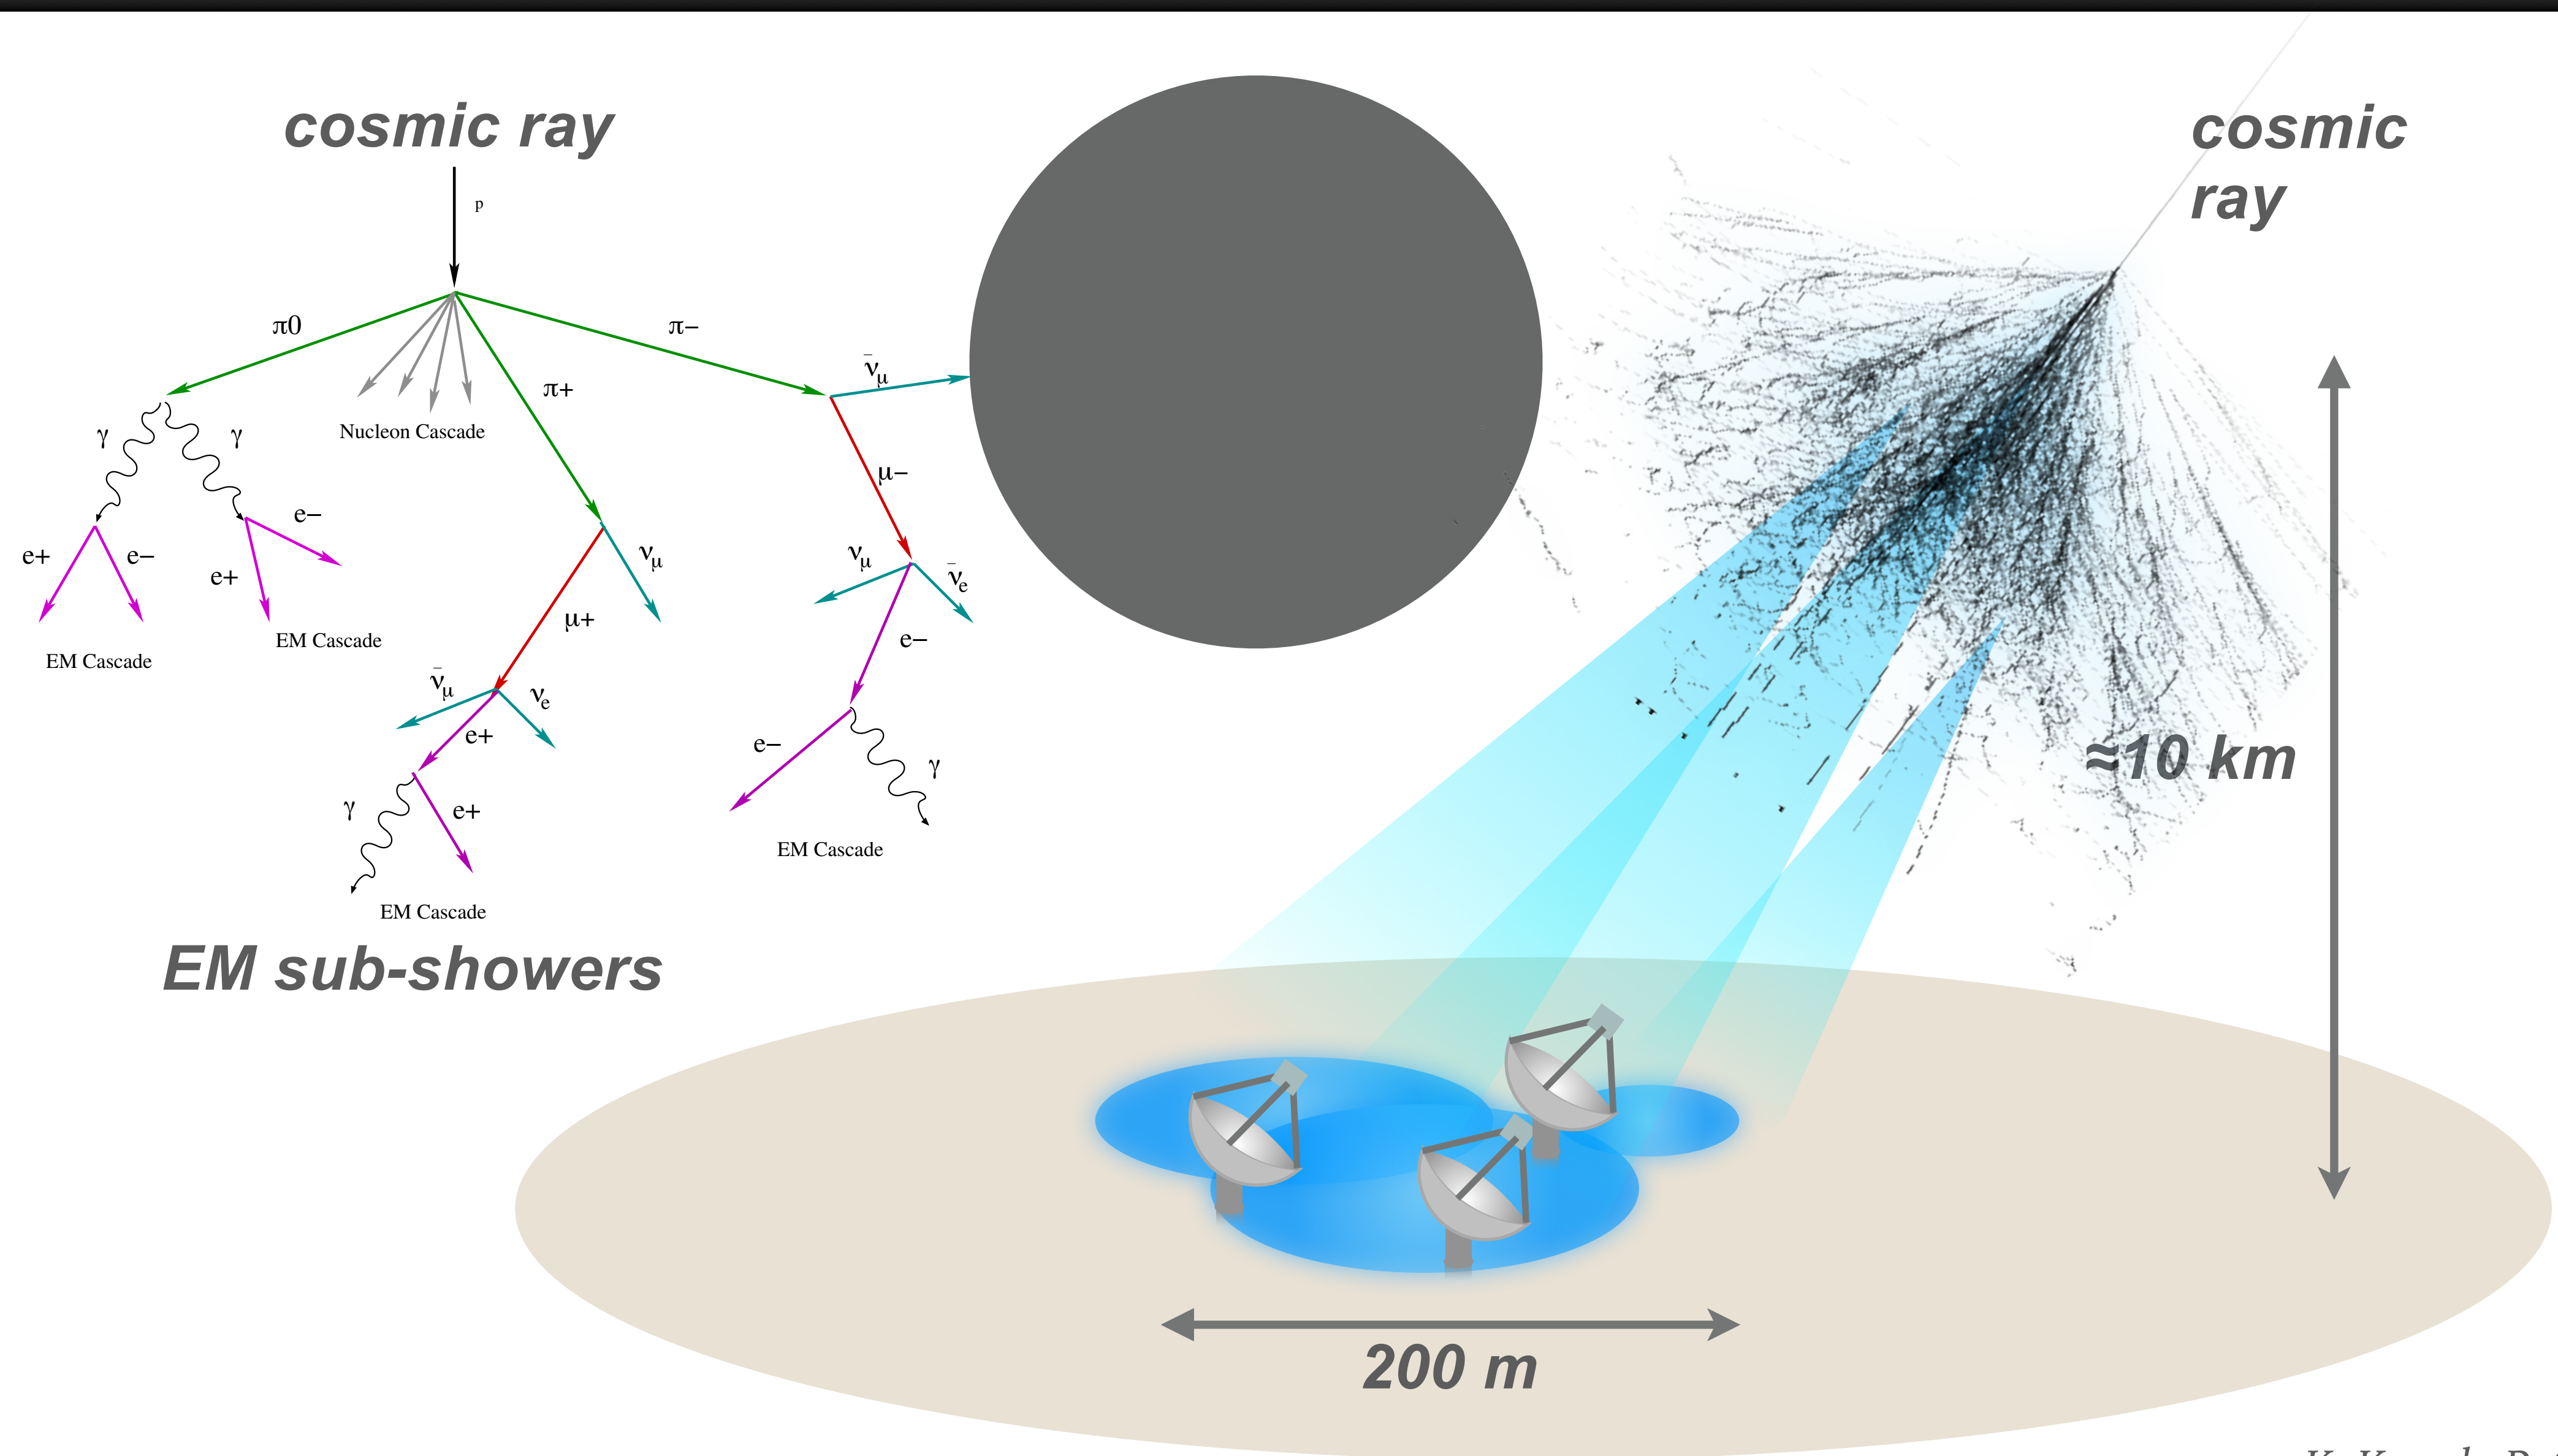 cosmic ray
p
π0
π−
π+
ν̄μ
γ
γ
Nucleon Cascade
μ−
e+
e−
e+
e−
νμ
νμ
ν̄e
μ+
e−
EM Cascade
EM Cascade
ν̄μ
νe
e+
e−
γ
γ
e+
EM Cascade
EM Cascade
EM sub-showers
cosmic
ray
≈10 km
200 m